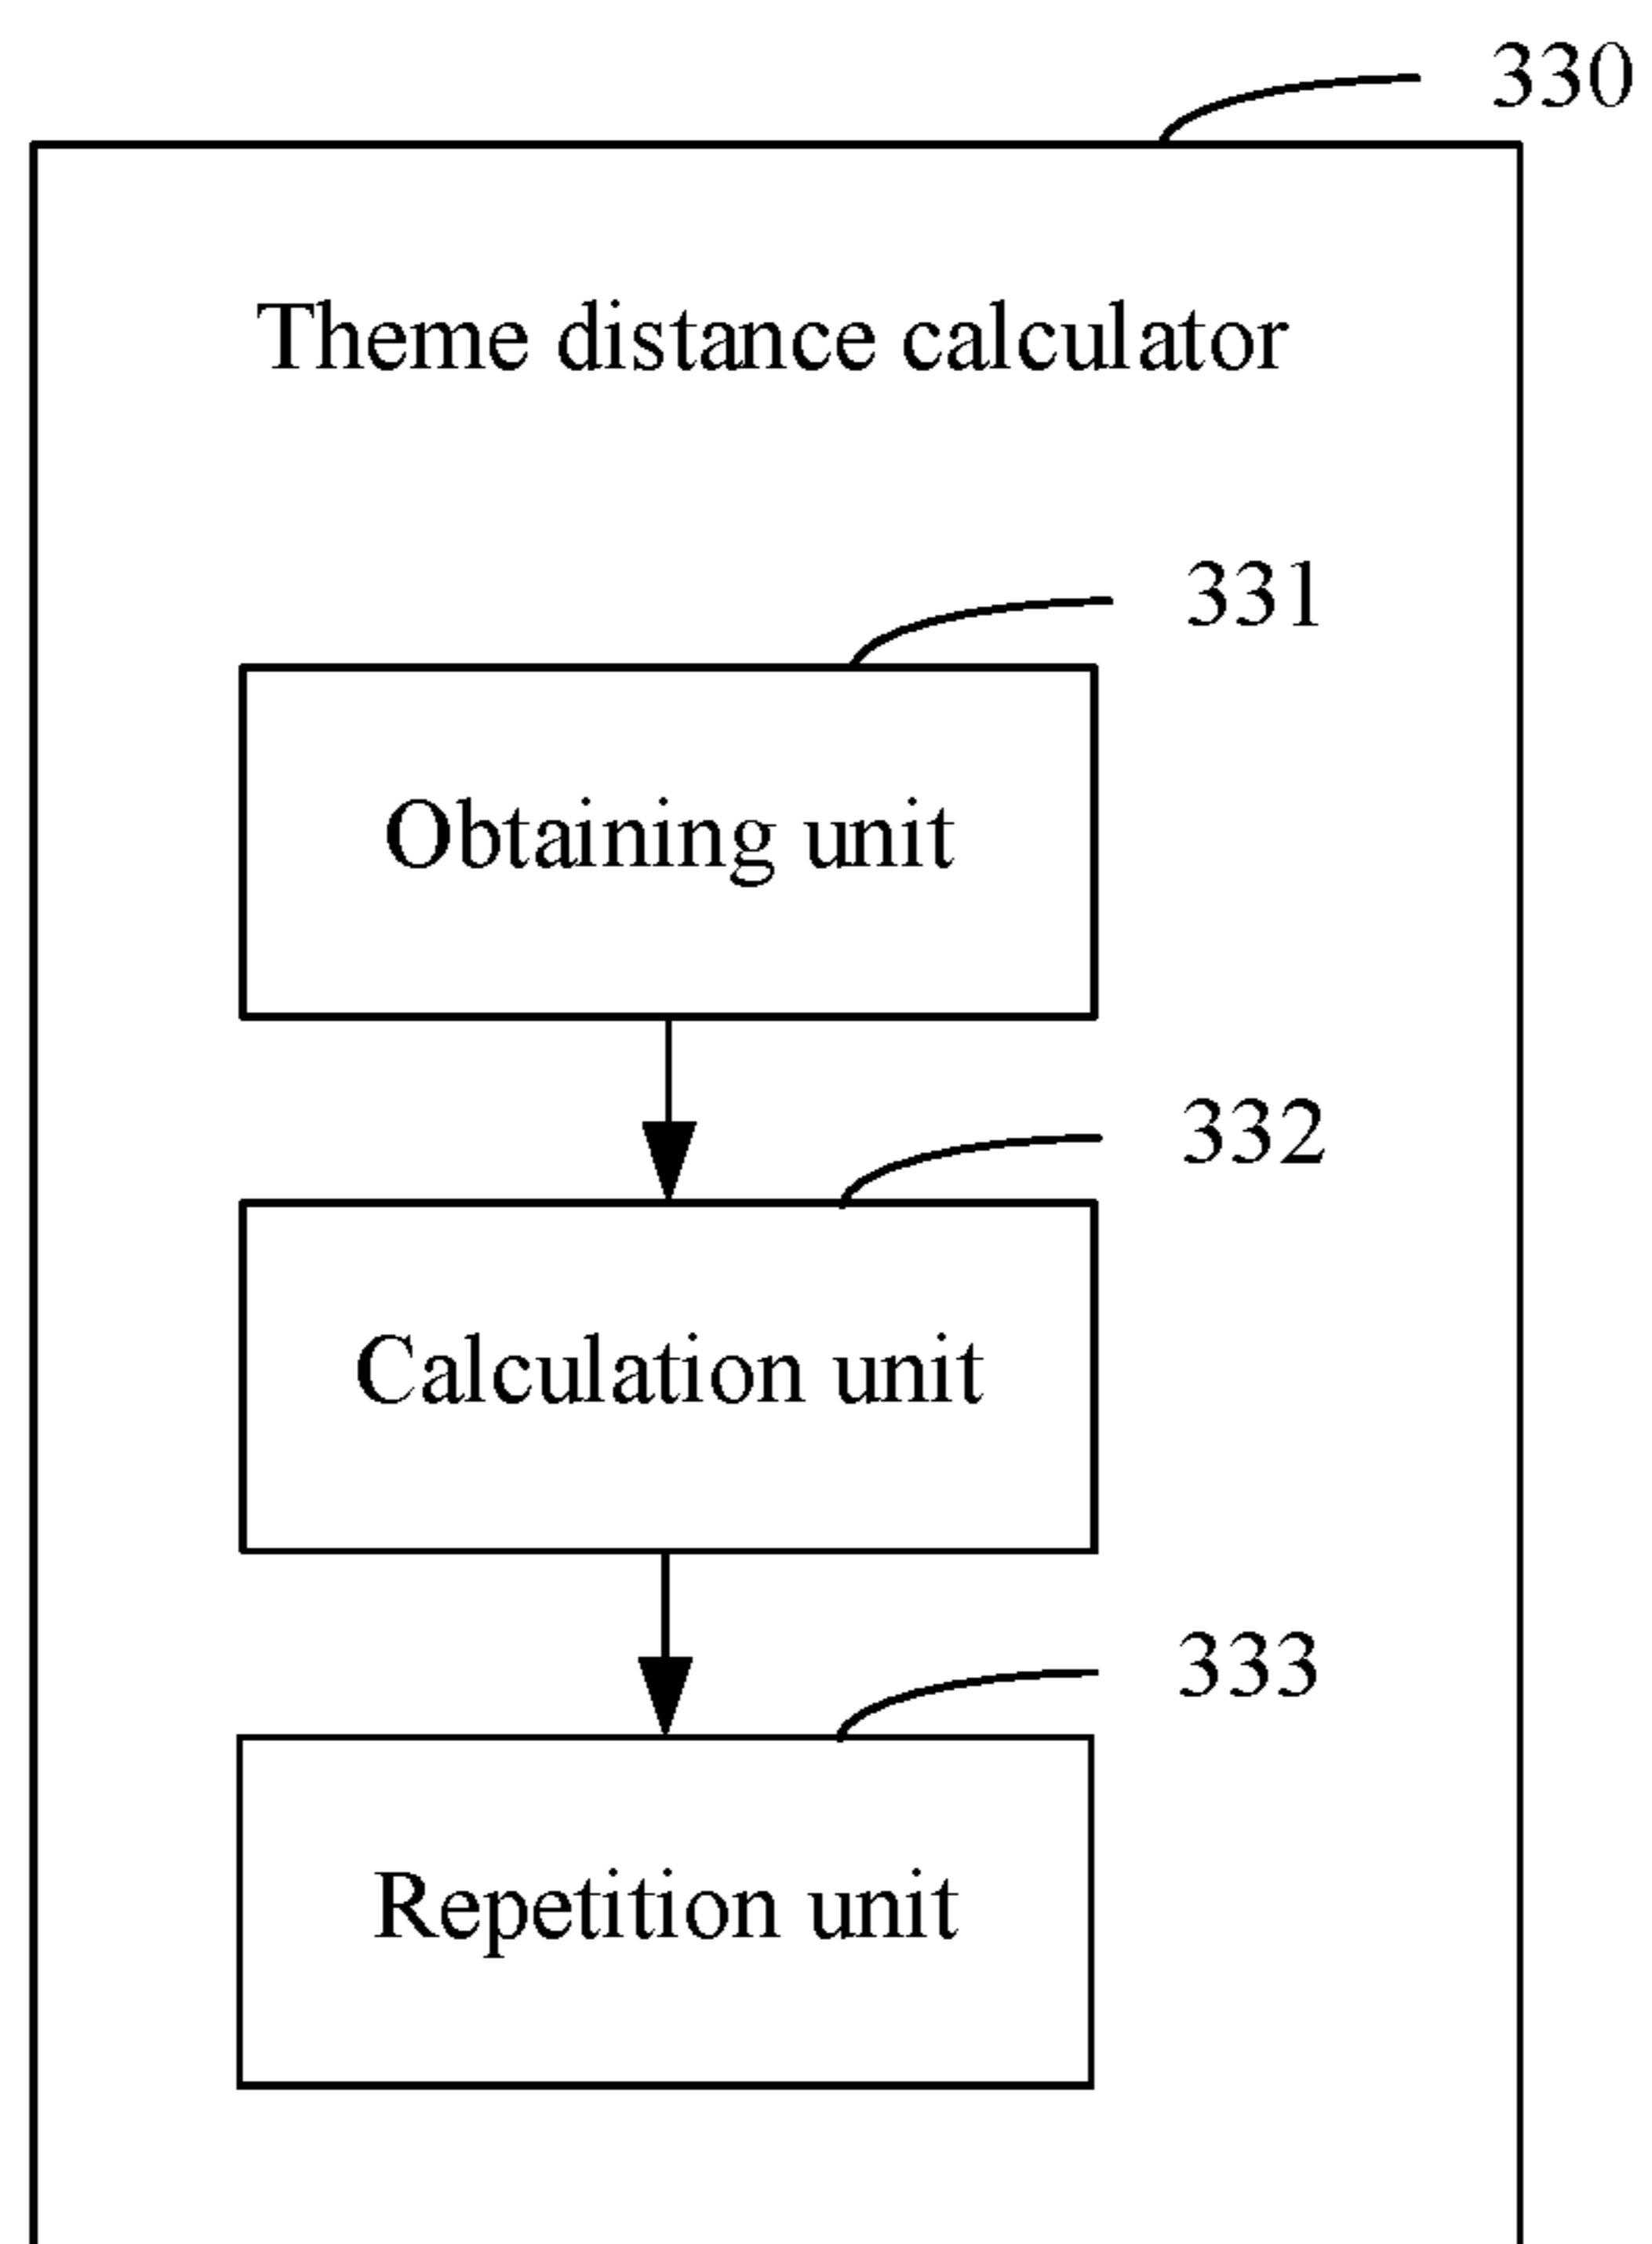 330
Theme distance calculator
331
Obtaining unit
332
Calculation unit
333
Repetition unit